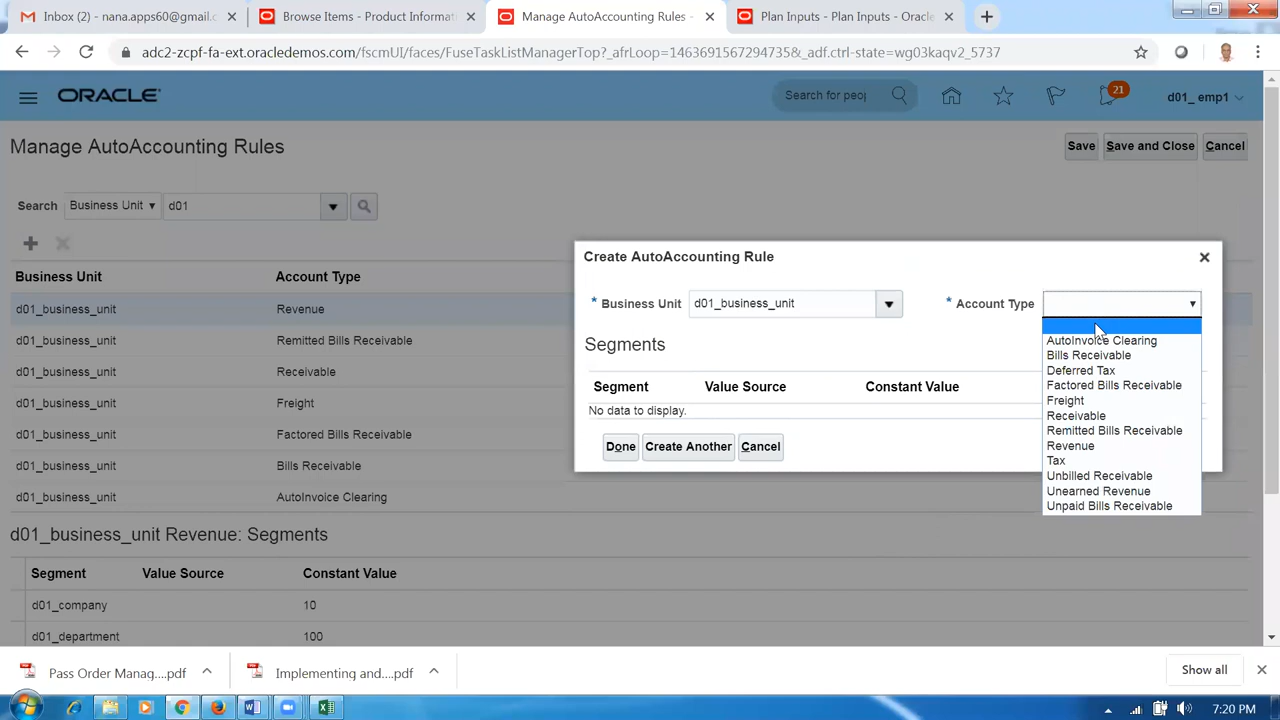 Inbox (6) - nana.apps60@gmail.c
Browse Items - Product Informat
Manage AutoAccounting Rules -
Plan Inputs - Plan Inputs - Oracle
adc2-zcpf-fa-ext.oracledemos.com/fscmUI/faces/FuseTaskListManagerTop?_afrLoop=1463691567294735&_adf.ctrl-state=wg03kaqv2_5737
ORACLE
Search for peop
21
d01_ emp1
Manage AutoAccounting Rules
Save
Save and Close
Cancel
Search
Business Unit
d01
Business Unit
Account Type
d01_business_unit
Revenue
d01_business_unit
Remitted Bills Receivable
d01_business_unit
Receivable
d01_business_unit
Freight
d01_business_unit
Factored Bills Receivable
d01_business_unit
Bills Receivable
d01_business_unit
AutoInvoice Clearing
d01_business_unit Revenue: Segments
Segment
Value Source
Constant Value
d01_company
10
d01_department
100
Create AutoAccounting Rule
* Business Unit
d01_business_unit
* Account Type
Segments
Segment
Value Source
Constant Value
No data to display.
Done
Create Another
Cancel
AutoInvoice Clearing
Bills Receivable
Deferred Tax
Factored Bills Receivable
Freight
Receivable
Remitted Bills Receivable
Revenue
Tax
Unbilled Receivable
Unearned Revenue
Unpaid Bills Receivable
Pass Order Manag....pdf
Implementing and....pdf
Show all
7:20 PM